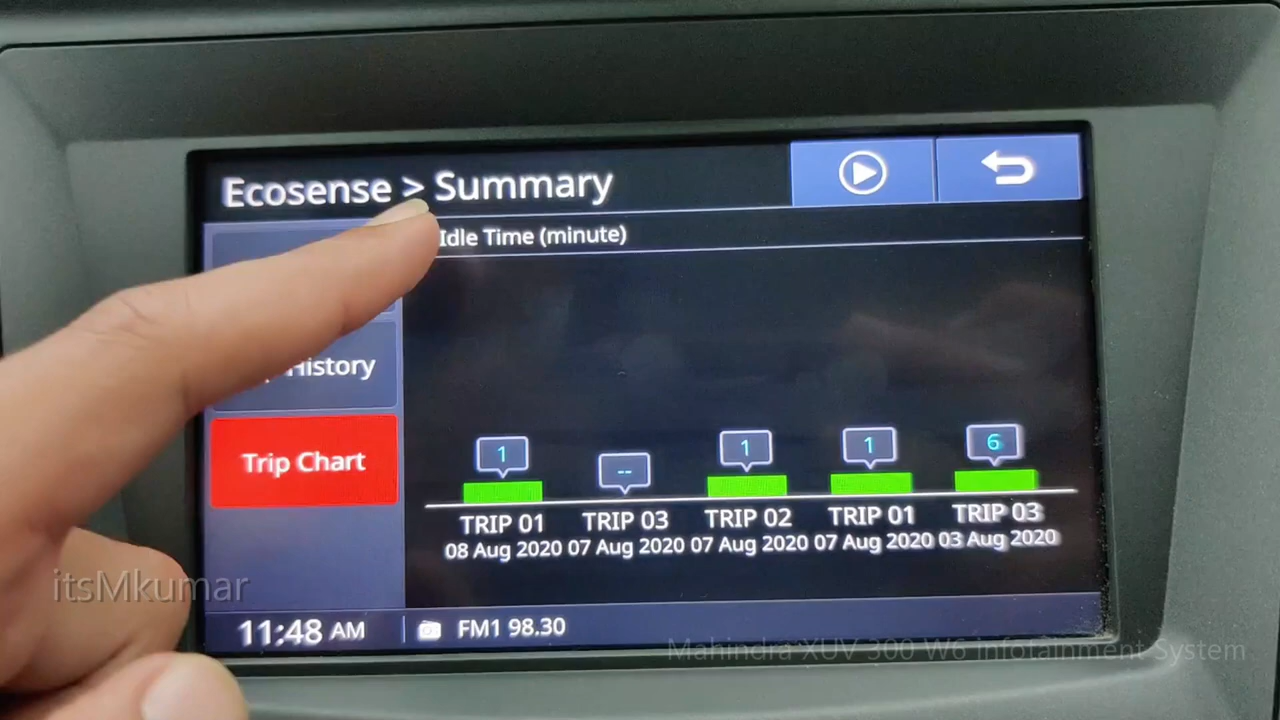 Ecosense > Summary
Idle Time (minute)
History
Trip Chart
1
--
1
1
6
TRIP 01
TRIP 03
TRIP 02
TRIP 01
TRIP 03
08 Aug 2020
07 Aug 2020
07 Aug 2020
07 Aug 2020
03 Aug 2020
itsMkumar
11:48 AM
FM1 98.30
Mahindra XUV 300 W6 infotainment System